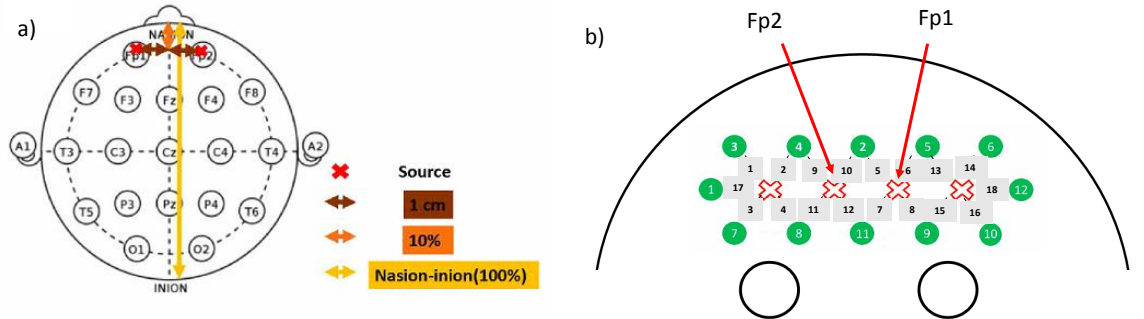 a)
NASION
Fp1 Fp2
F7 F3 Fz F4 F8
A1 T3 C3 Cz C4 T4 A2
T5 P3 Pz P4 T6
O1 O2
INION
Source
1 cm
10%
Nasion-inion(100%)
b)
Fp2 Fp1
3 4 2 5 6
1 2 9 10 5 6 13 14
1 17 18 12
3 4 11 12 7 8 15 16
7 8 11 9 10